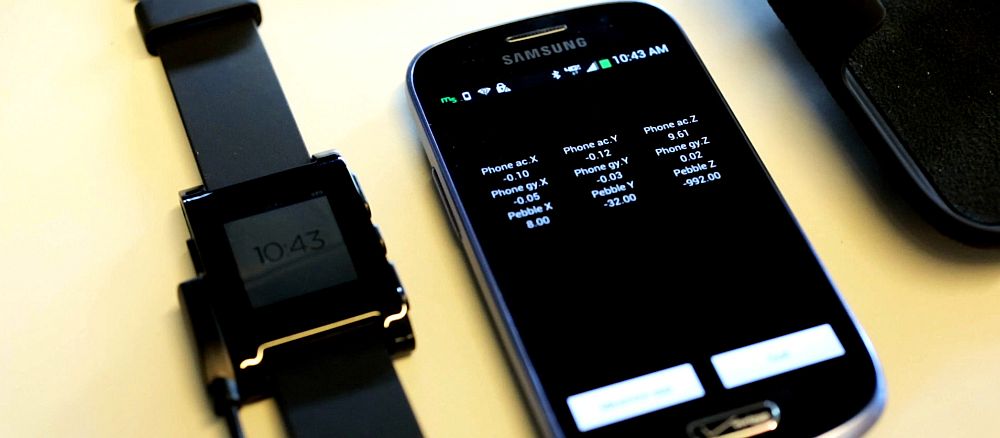 10:43
SAMSUNG
10:43 AM
Phone ac.X Phone ac.Y Phone ac.Z
-0.10 -0.12 9.61
Phone gy.X Phone gy.Y Phone gy.Z
-0.05 -0.03 0.02
Pebble X Pebble Y Pebble Z
8.00 -32.00 -992.00